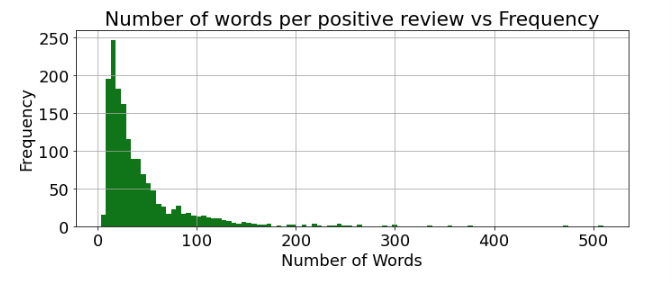 Number of words per positive review vs Frequency
250
200
150
100
50
0
Frequency
0 100 200 300 400 500
Number of Words